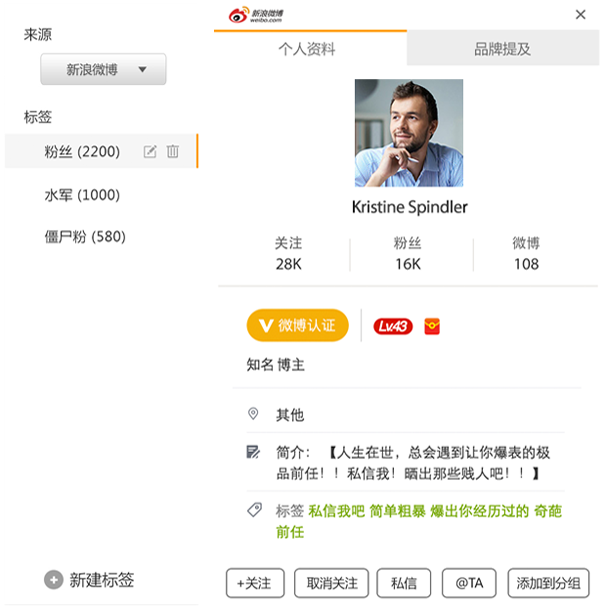 来源
新浪微博
标签
粉丝 (2200)
水军 (1000)
僵尸粉 (580)
新建标签
新浪微博
weibo.com
个人资料
品牌提及
Kristine Spindler
关注
28K
粉丝
16K
微博
108
微博认证
Lv.43
知名 博主
其他
简介: 【人生在世，总会遇到让你爆表的极
品前任！！私信我！晒出那些贱人吧！！】
标签 私信我吧 简单粗暴 爆出你经历过的 奇葩
前任
+关注
取消关注
私信
@TA
添加到分组